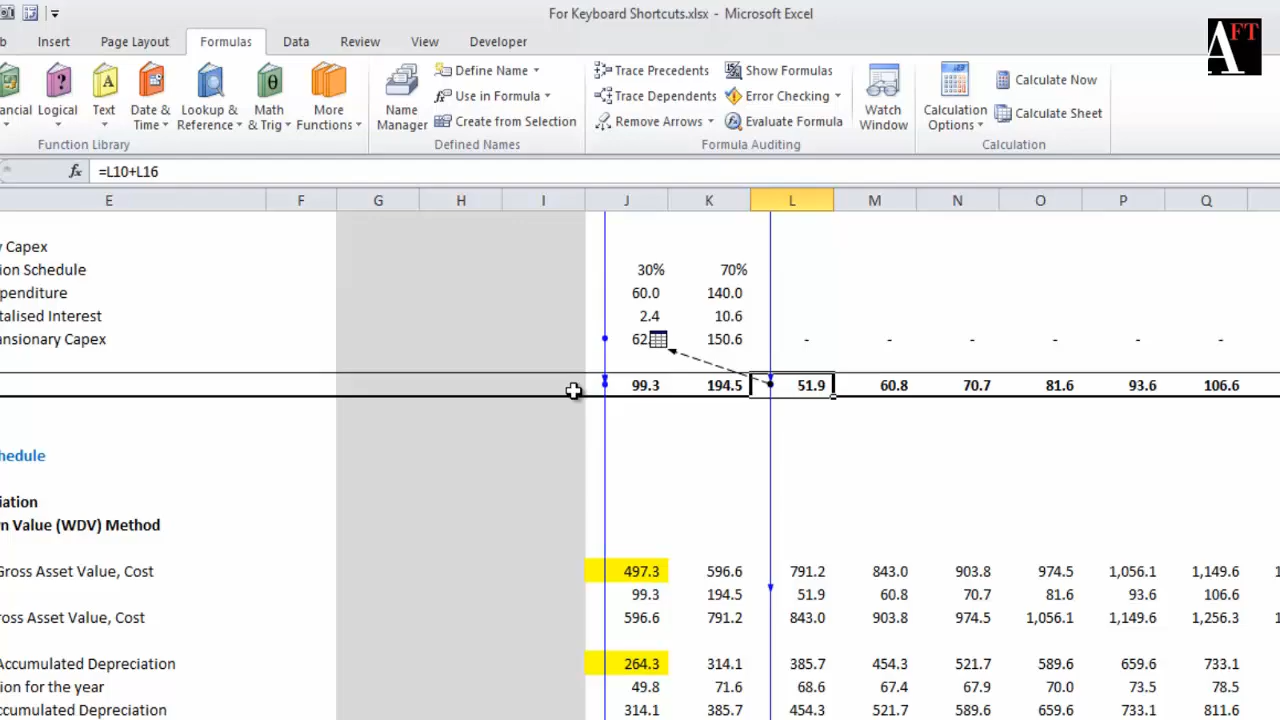 For Keyboard Shortcuts.xlsx - Microsoft Excel
AFT
Insert Page Layout Formulas Data Review View Developer
Logical Text Date & Time Lookup & Reference Math & Trig More Functions
Function Library
Name Manager Define Name Use in Formula Create from Selection
Defined Names
Trace Precedents Trace Dependents Remove Arrows Show Formulas Error Checking Evaluate Formula Watch Window
Formula Auditing
Calculation Options Calculate Now Calculate Sheet
Calculation
fx =L10+L16
E F G H I J K L M N O P Q
y Capex
ion Schedule 30% 70%
penditure 60.0 140.0
talised Interest 2.4 10.6
ansionary Capex 62 150.6 - - - - - -
99.3 194.5 51.9 60.8 70.7 81.6 93.6 106.6
hedule
iation
n Value (WDV) Method
Gross Asset Value, Cost 497.3 596.6 791.2 843.0 903.8 974.5 1,056.1 1,149.6
99.3 194.5 51.9 60.8 70.7 81.6 93.6 106.6
ross Asset Value, Cost 596.6 791.2 843.0 903.8 974.5 1,056.1 1,149.6 1,256.3
Accumulated Depreciation 264.3 314.1 385.7 454.3 521.7 589.6 659.6 733.1
ion for the year 49.8 71.6 68.6 67.4 67.9 70.0 73.5 78.5
Accumulated Depreciation 314.1 385.7 454.3 521.7 589.6 659.6 733.1 811.6